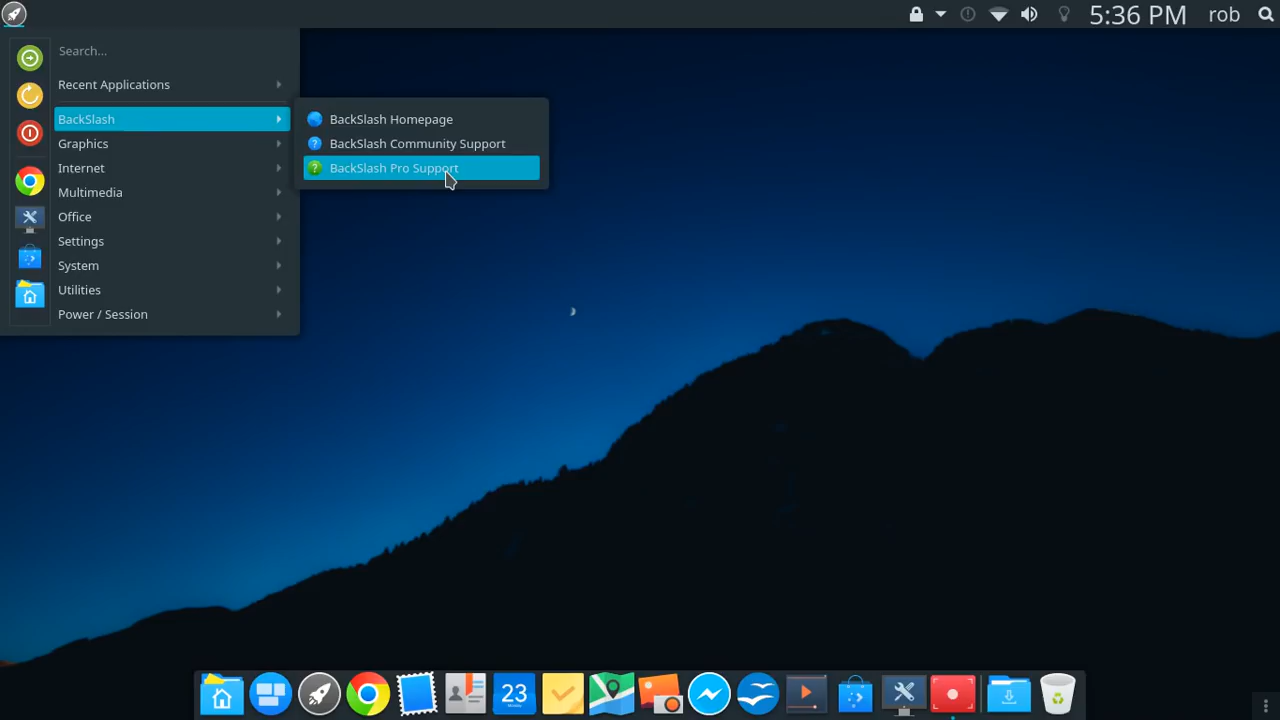 5:36 PM rob
Search...
Recent Applications
BackSlash
Graphics
Internet
Multimedia
Office
Settings
System
Utilities
Power / Session
BackSlash Homepage
BackSlash Community Support
BackSlash Pro Support
23
Monday